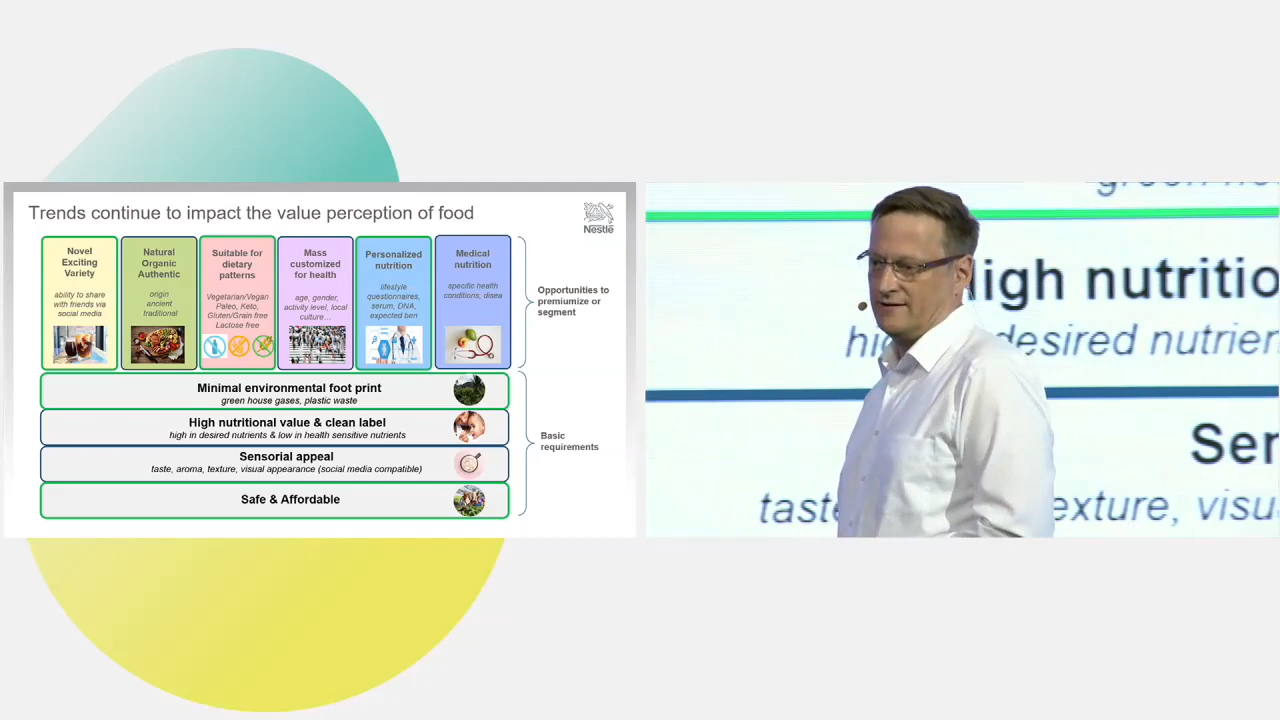 Trends continue to impact the value perception of food
Nestlé
Novel
Exciting
Variety
ability to share
with friends via
social media
Natural
Organic
Authentic
origin
ancient
traditional
Suitable for
dietary
patterns
Vegetarian/Vegan
Paleo, Keto,
Gluten/Grain free
Lactose free
Mass
customized
for health
age, gender,
activity level, local
culture…
Personalized
nutrition
lifestyle
questionnaires,
serum, DNA,
expected ben
Medical
nutrition
specific health
conditions, disea
Opportunities to
premiumize or
segment
Minimal environmental foot print
green house gases, plastic waste
High nutritional value & clean label
high in desired nutrients & low in health sensitive nutrients
Sensorial appeal
taste, aroma, texture, visual appearance (social media compatible)
Safe & Affordable
Basic
requirements
green ho
High nutritio
hi desired nutrien
Ser
taste exture, visu